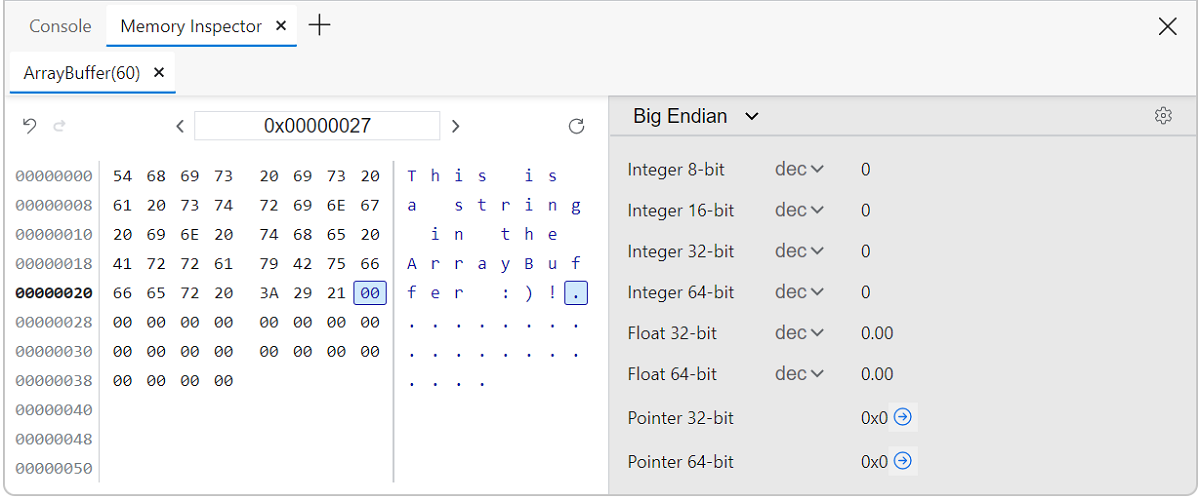 Console Memory Inspector × +
ArrayBuffer(60) ×
0x00000027
Big Endian
00000000 54 68 69 73 20 69 73 20 T h i s i s
00000008 61 20 73 74 72 69 6E 67 a s t r i n g
00000010 20 69 6E 20 74 68 65 20 i n t h e
00000018 41 72 72 61 79 42 75 66 A r r a y B u f
00000020 66 65 72 20 3A 29 21 00 f e r : ) ! .
00000028 00 00 00 00 00 00 00 00 . . . . . . . .
00000030 00 00 00 00 00 00 00 00 . . . . . . . .
00000038 00 00 00 00 . . . .
00000040
00000048
00000050
Integer 8-bit dec 0
Integer 16-bit dec 0
Integer 32-bit dec 0
Integer 64-bit dec 0
Float 32-bit dec 0.00
Float 64-bit dec 0.00
Pointer 32-bit 0x0
Pointer 64-bit 0x0